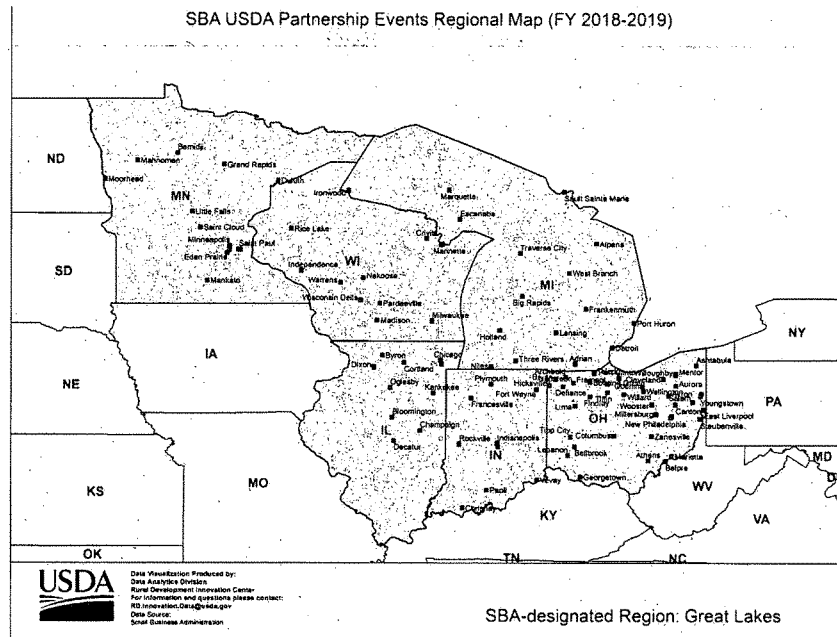 SBA USDA Partnership Events Regional Map (FY 2018-2019)
ND
Bemidji
Mahnomen
Grand Rapids
Moorhead
Duluth
MN
Ironwood
Marquette
Sault Sainte Marie
Little Falls
Escanaba
Saint Cloud
Rice Lake
Crivitz
Minneapolis
Saint Paul
Marinette
Traverse City
Alpena
Eden Prairie
WI
SD
Independence
Nekoosa
West Branch
Mankato
Warrens
MI
Wisconsin Dells
Pardeeville
Big Rapids
Frankenmuth
Madison
Milwaukee
Port Huron
Holland
Lansing
NY
IA
Detroit
Byron
Chicago
Three Rivers
Adrian
Ashtabula
Dixon
Cortland
Niles
Archbold
Mentor
NE
Plymouth
Oglesby
Kankakee
Hicksville
Aurora
Fort Wayne
Defiance
Tiffin
Willard
Wellington
Francesville
Lima
Findlay
Wooster
Youngstown
PA
Bloomington
OH
Millersburg
Canton
East Liverpool
IL
Champaign
Tipp City
New Philadelphia
Steubenville
Decatur
Rockville
Indianapolis
Columbus
Zanesville
IN
Lebanon
Bellbrook
Athens
Marietta
MD
Belpre
KS
MO
Vevay
Georgetown
WV
Paoli
VA
KY
OK
TN
NC
USDA
Data Visualization Produced by:
Data Analytics Division
Rural Development Innovation Center
For information and questions please contact:
RD.Innovation.Data@usda.gov
Data Source:
Small Business Administration
SBA-designated Region: Great Lakes